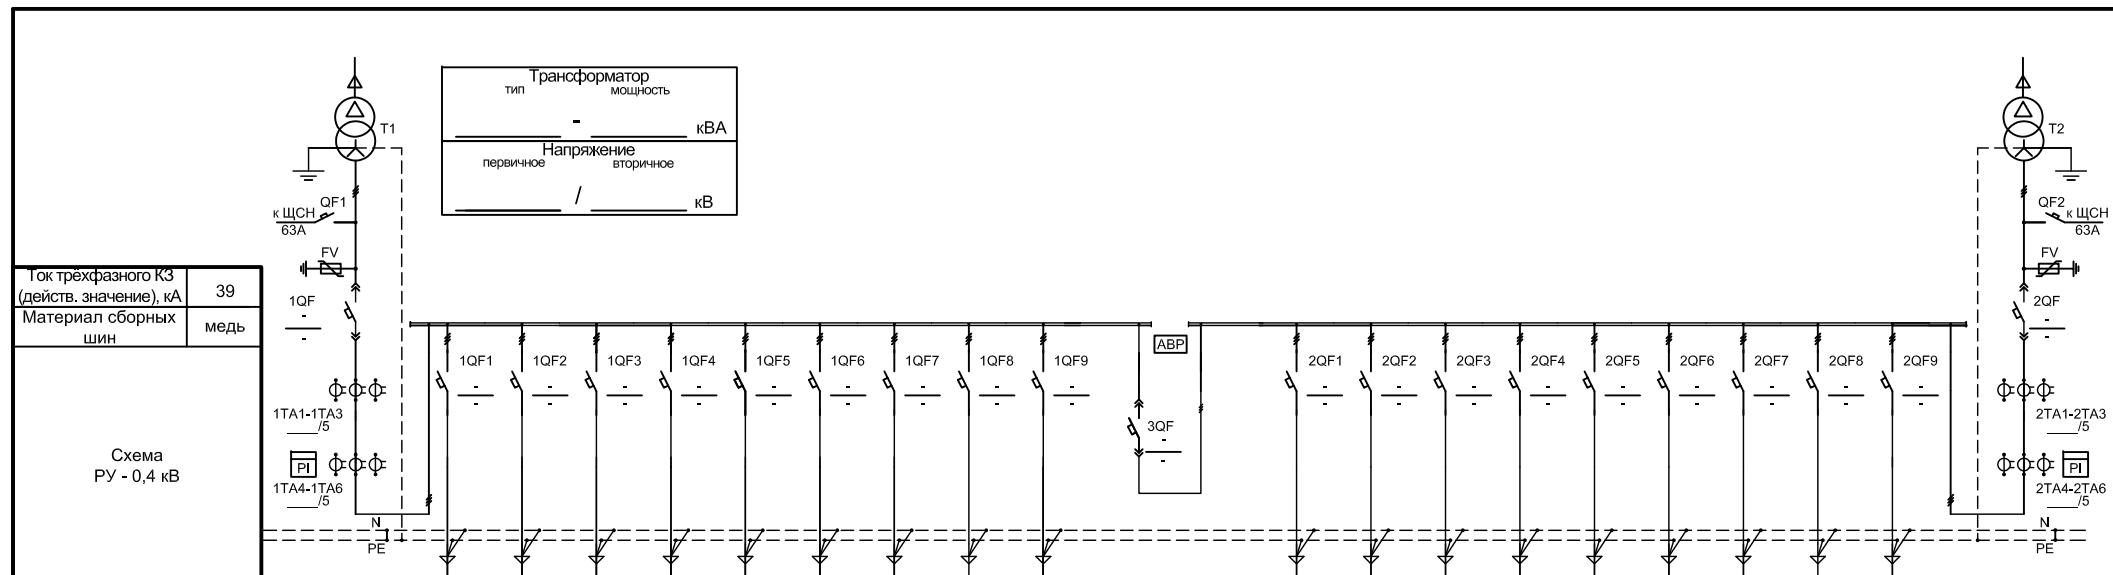 Трансформатор
тип мощность
- кВА
Напряжение
первичное вторичное
/ кВ
T1
QF1
к ЩСН
63А
FV
1QF
-
-
1TA1-1TA3
/5
PI
1TA4-1TA6
/5
N
PE
Ток трёхфазного КЗ
(действ. значение), кА
39
Материал сборных
шин
медь
Схема
РУ - 0,4 кВ
1QF1 1QF2 1QF3 1QF4 1QF5 1QF6 1QF7 1QF8 1QF9
- - - - - - - - -
- - - - - - - - -
АВР
3QF
-
-
2QF1 2QF2 2QF3 2QF4 2QF5 2QF6 2QF7 2QF8 2QF9
- - - - - - - - -
- - - - - - - - -
T2
QF2
к ЩСН
63А
FV
2QF
-
-
2TA1-2TA3
/5
PI
2TA4-2TA6
/5
N
PE